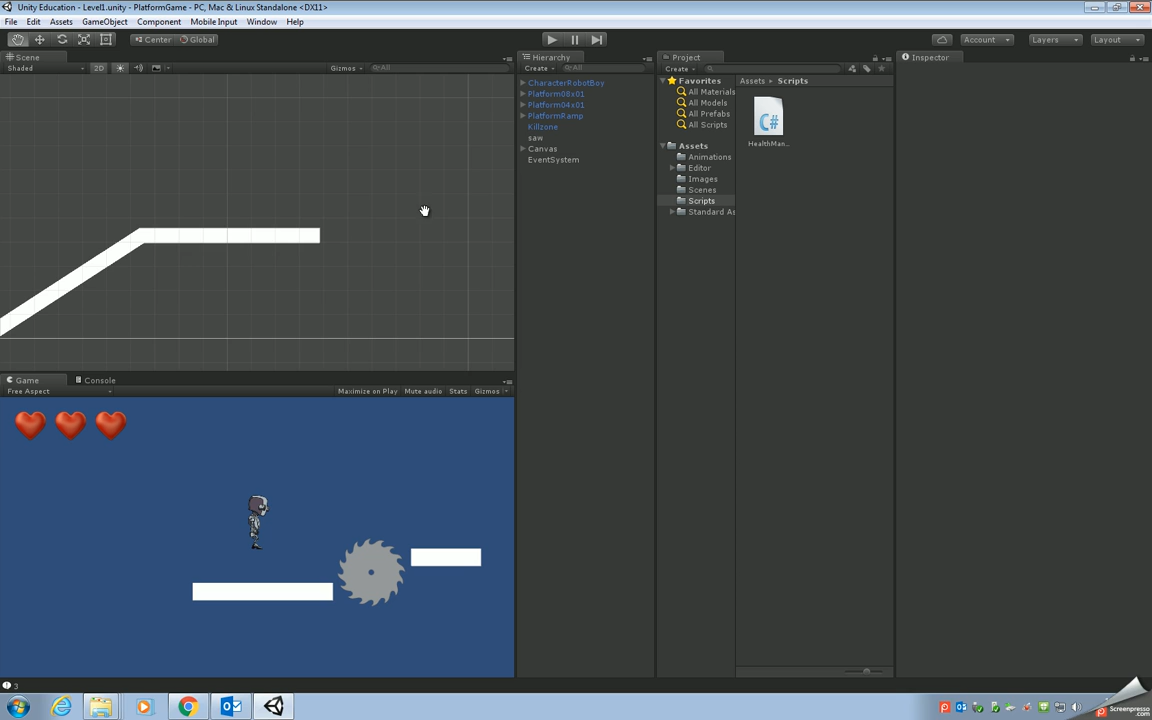 Unity Education - Level1.unity - PlatformGame - PC, Mac & Linux Standalone <DX11>
File Edit Assets GameObject Component Mobile Input Window Help
Center Global Account Layers Layout
Scene
Shaded 2D Gizmos All
Hierarchy
Create All
CharacterRobotBoy
Platform08x01
Platform04x01
PlatformRamp
Killzone
saw
Canvas
EventSystem
Project
Create
Favorites
All Materials
All Models
All Prefabs
All Scripts
Assets
Animations
Editor
Images
Scenes
Scripts
Standard As
Assets Scripts
C#
HealthMan...
Inspector
Game Console
Free Aspect Maximize on Play Mute audio Stats Gizmos
3
Screenpresso.com